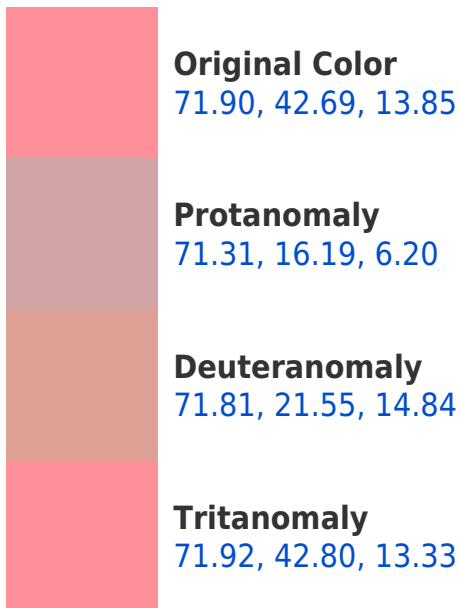 Original Color
71.90, 42.69, 13.85
Protanomaly
71.31, 16.19, 6.20
Deuteranomaly
71.81, 21.55, 14.84
Tritanomaly
71.92, 42.80, 13.33